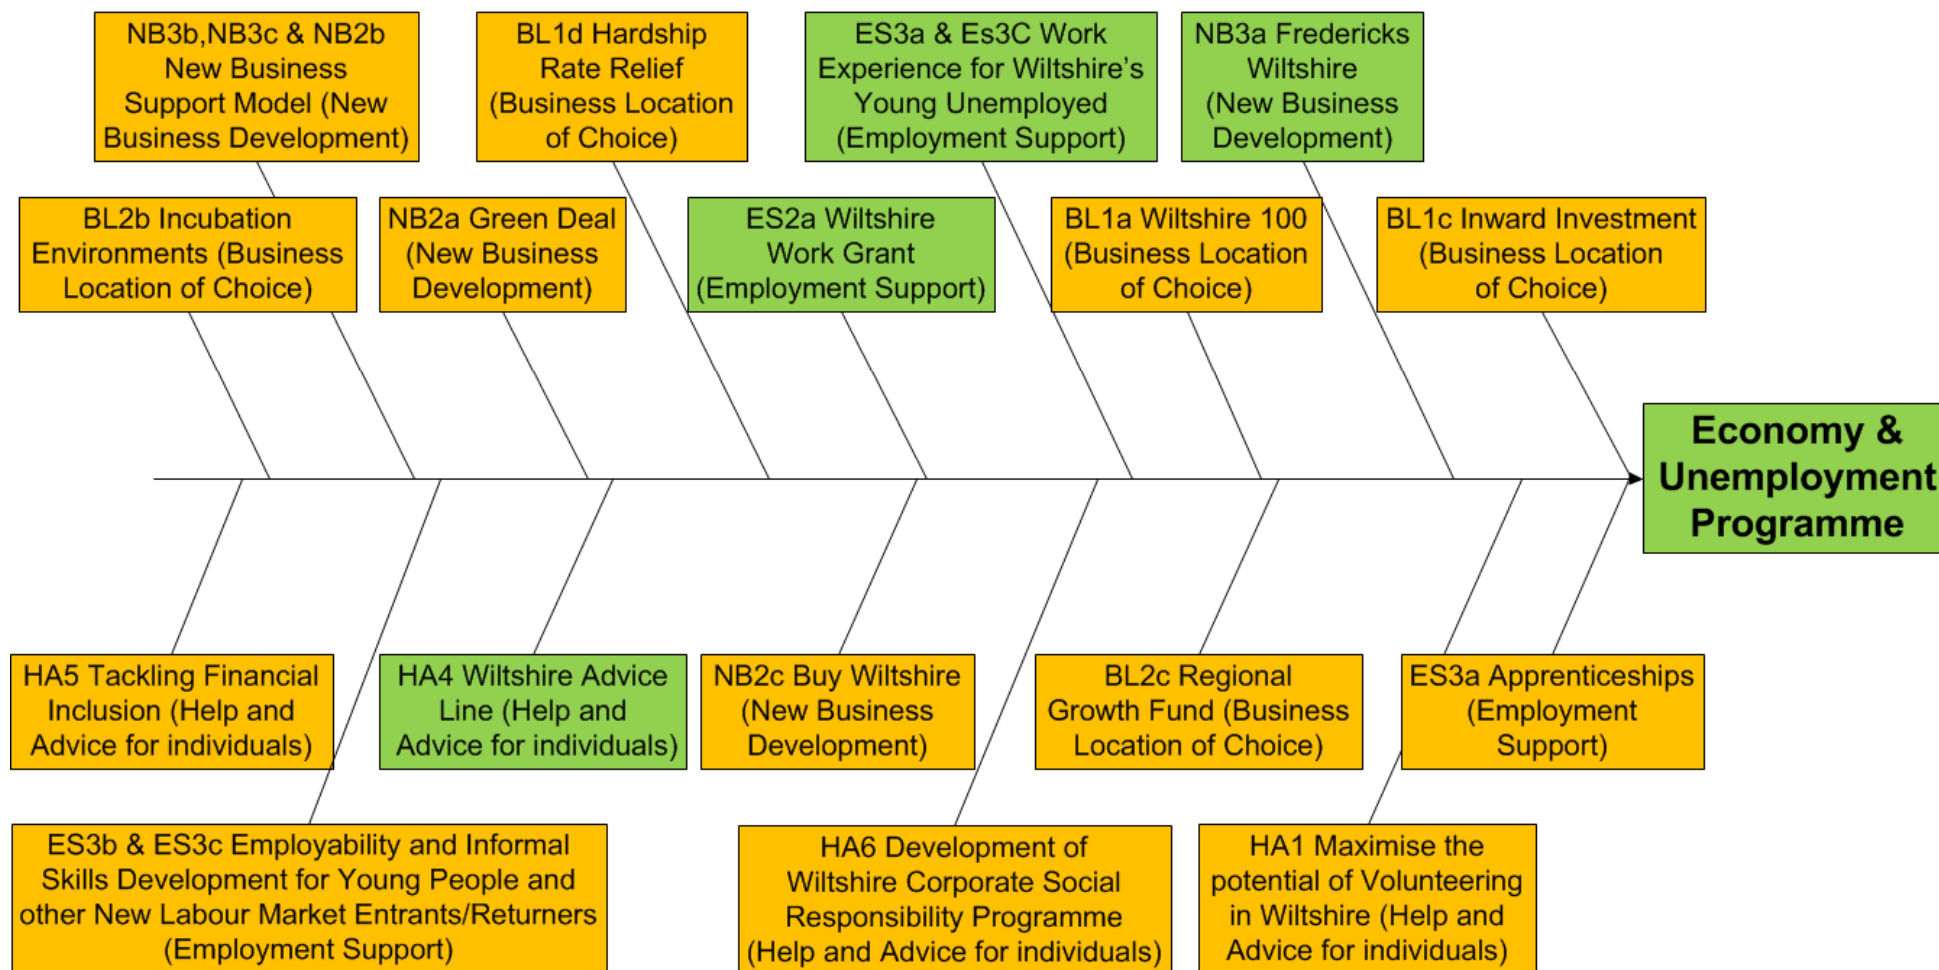 NB3b,NB3c & NB2b
New Business
Support Model (New
Business Development)
BL1d Hardship
Rate Relief
(Business Location
of Choice)
ES3a & Es3C Work
Experience for Wiltshire’s
Young Unemployed
(Employment Support)
NB3a Fredericks
Wiltshire
(New Business
Development)
BL2b Incubation
Environments (Business
Location of Choice)
NB2a Green Deal
(New Business
Development)
ES2a Wiltshire
Work Grant
(Employment Support)
BL1a Wiltshire 100
(Business Location
of Choice)
BL1c Inward Investment
(Business Location
of Choice)
Economy &
Unemployment
Programme
HA5 Tackling Financial
Inclusion (Help and
Advice for individuals)
HA4 Wiltshire Advice
Line (Help and
Advice for individuals)
NB2c Buy Wiltshire
(New Business
Development)
BL2c Regional
Growth Fund (Business
Location of Choice)
ES3a Apprenticeships
(Employment
Support)
ES3b & ES3c Employability and Informal
Skills Development for Young People and
other New Labour Market Entrants/Returners
(Employment Support)
HA6 Development of
Wiltshire Corporate Social
Responsibility Programme
(Help and Advice for individuals)
HA1 Maximise the
potential of Volunteering
in Wiltshire (Help and
Advice for individuals)